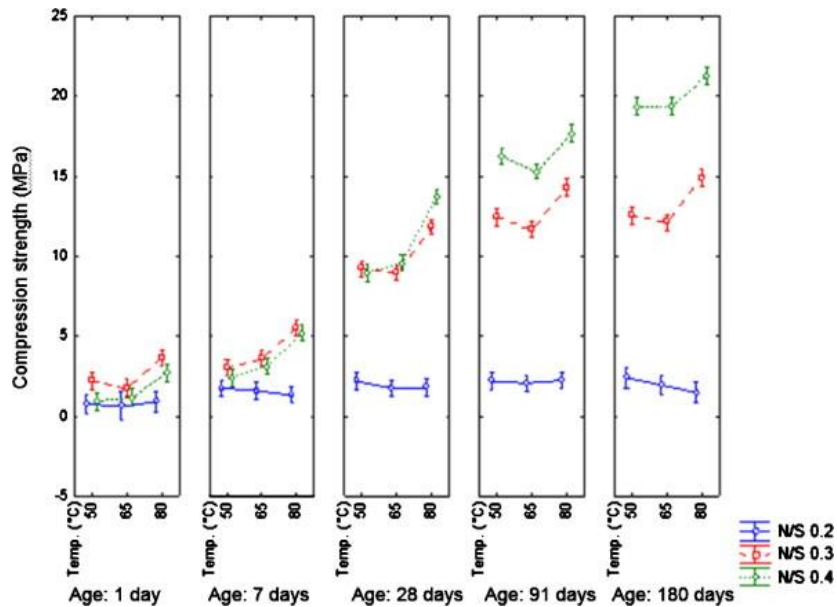 25
20
15
10
5
0
-5
Compression strength (MPa)
Temp. (°C) 50 65 80
Temp. (°C) 50 65 80
Temp. (°C) 50 65 80
Temp. (°C) 50 65 80
Temp. (°C) 50 65 80
Age: 1 day
Age: 7 days
Age: 28 days
Age: 91 days
Age: 180 days
N/S 0.2
N/S 0.3
N/S 0.4